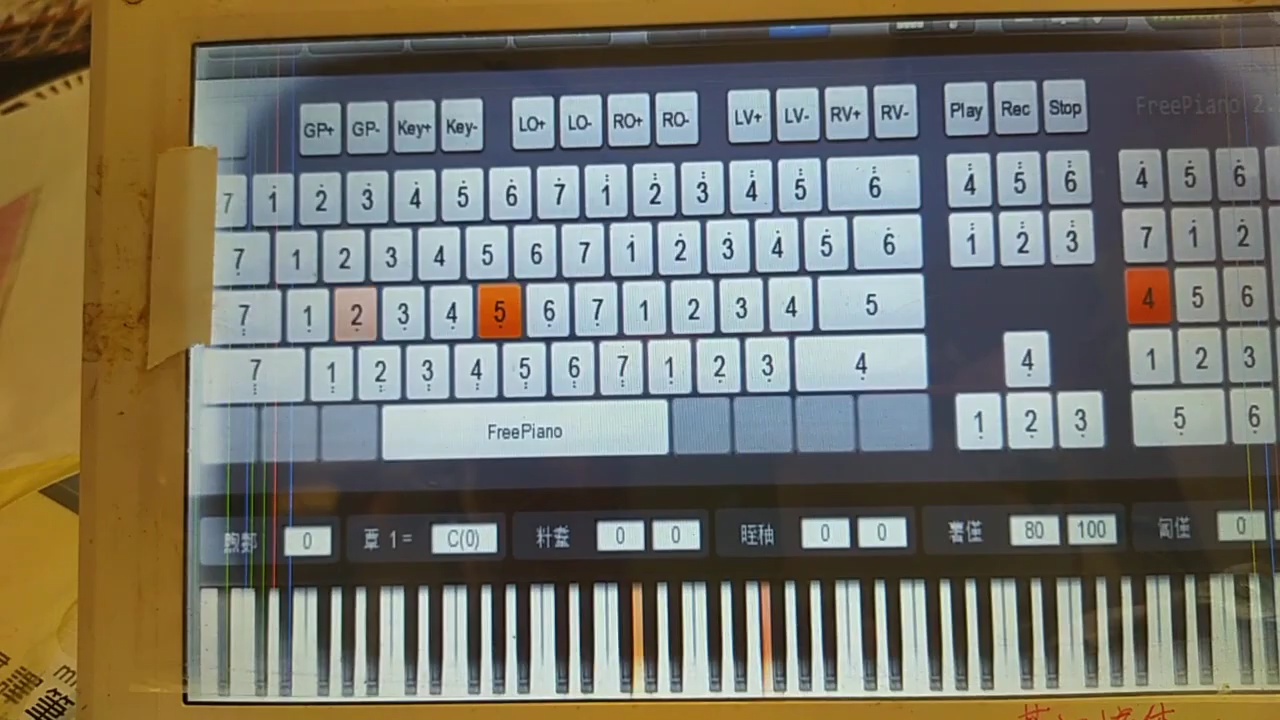 GP+ GP- Key+ Key- LO+ LO- RO+ RO- LV+ LV- RV+ RV- Play Rec Stop FreePiano 2.
7 1 2 3 4 5 6 7 1 2 3 4 5 6 4 5 6 4 5 6
7 1 2 3 4 5 6 7 1 2 3 4 5 6 1 2 3 7 1 2
7 1 2 3 4 5 6 7 1 2 3 4 5 4 5 6
7 1 2 3 4 5 6 7 1 2 3 4 4 1 2 3
FreePiano 1 2 3 5 6
0 1= C(0) 0 0 0 0 80 100 0